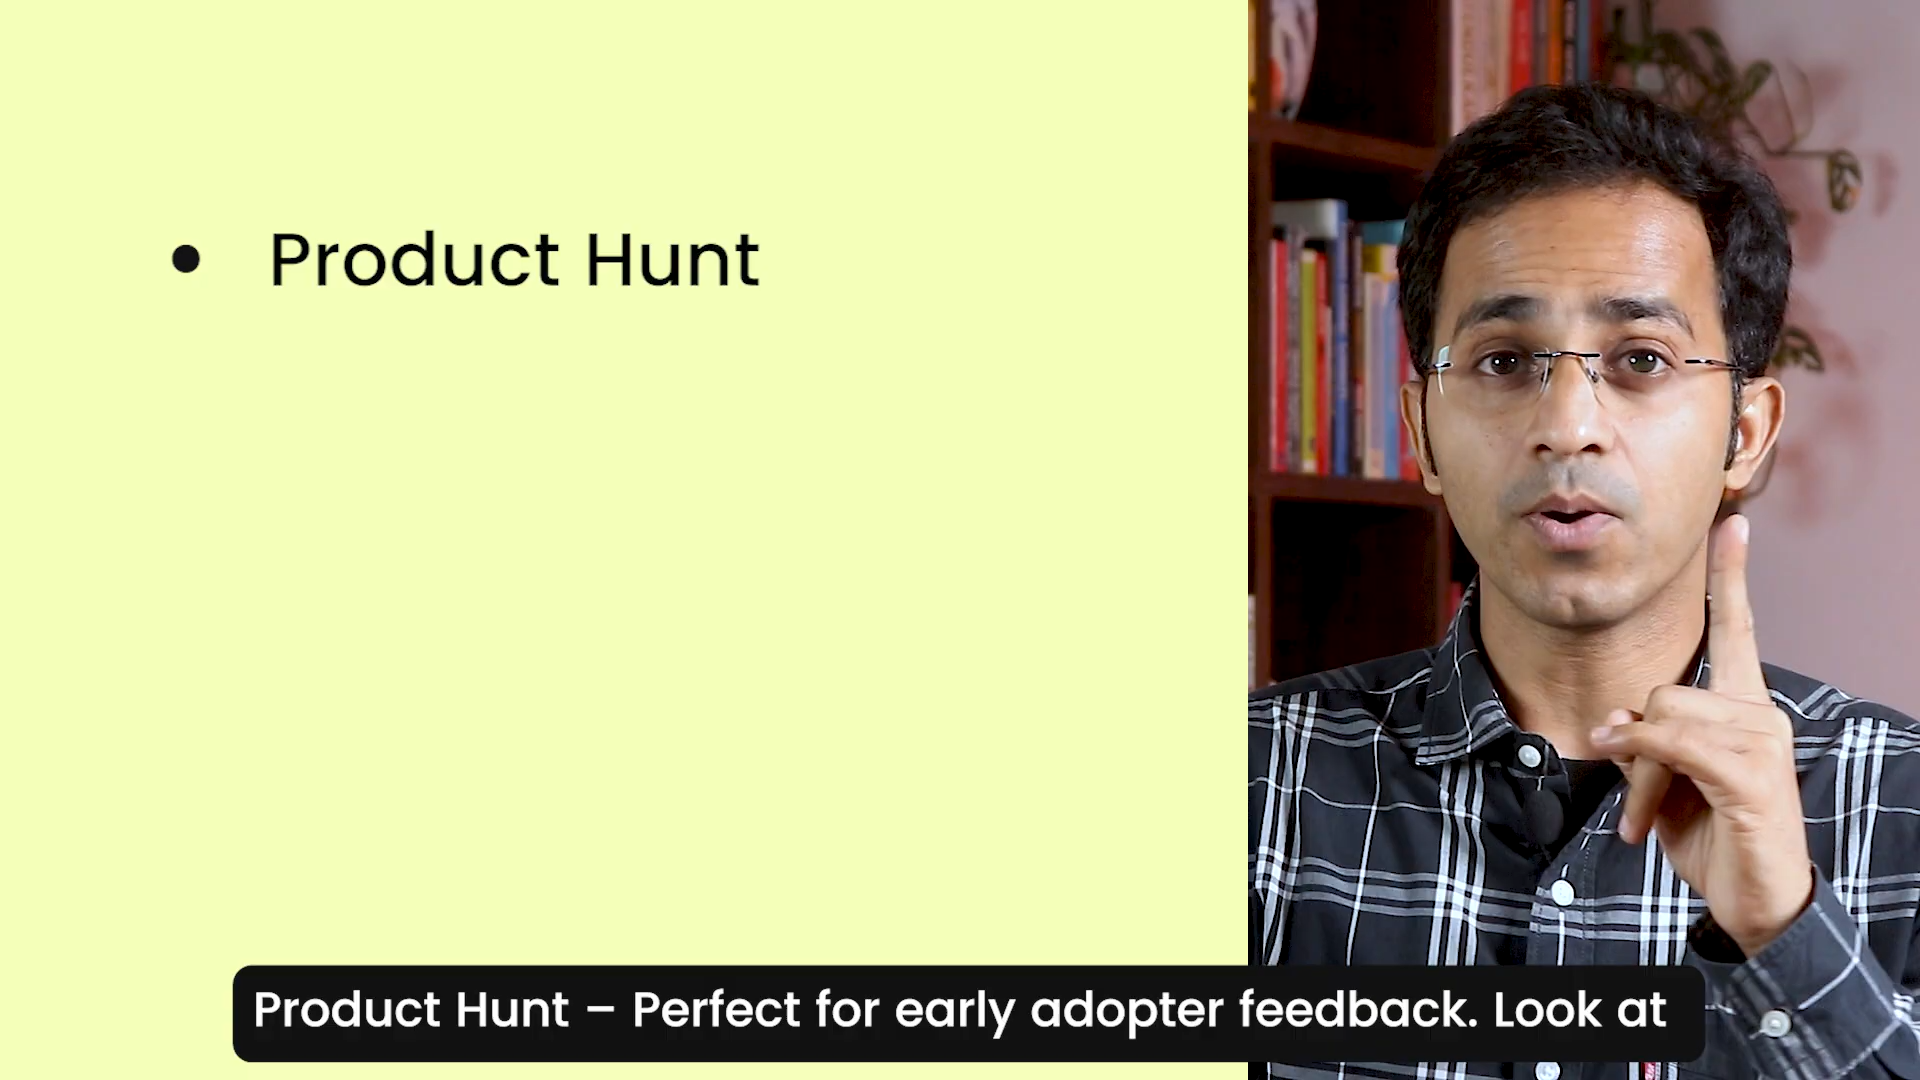 Product Hunt
Product Hunt – Perfect for early adopter feedback. Look at